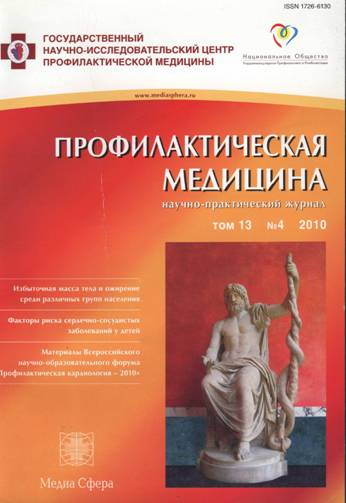 ISSN 1726-6130
ГОСУДАРСТВЕННЫЙ
НАУЧНО-ИССЛЕДОВАТЕЛЬСКИЙ ЦЕНТР
ПРОФИЛАКТИЧЕСКОЙ МЕДИЦИНЫ
Национальное Общество
www.mediasphera.ru
ПРОФИЛАКТИЧЕСКАЯ
МЕДИЦИНА
научно-практический журнал
том 13 №4 2010
Избыточная масса тела и ожирение
среди различных групп населения
Факторы риска сердечно-сосудистых
заболеваний у детей
Материалы Всероссийского
научно-образовательного форума
«Профилактическая кардиология – 2010»
Медиа Сфера